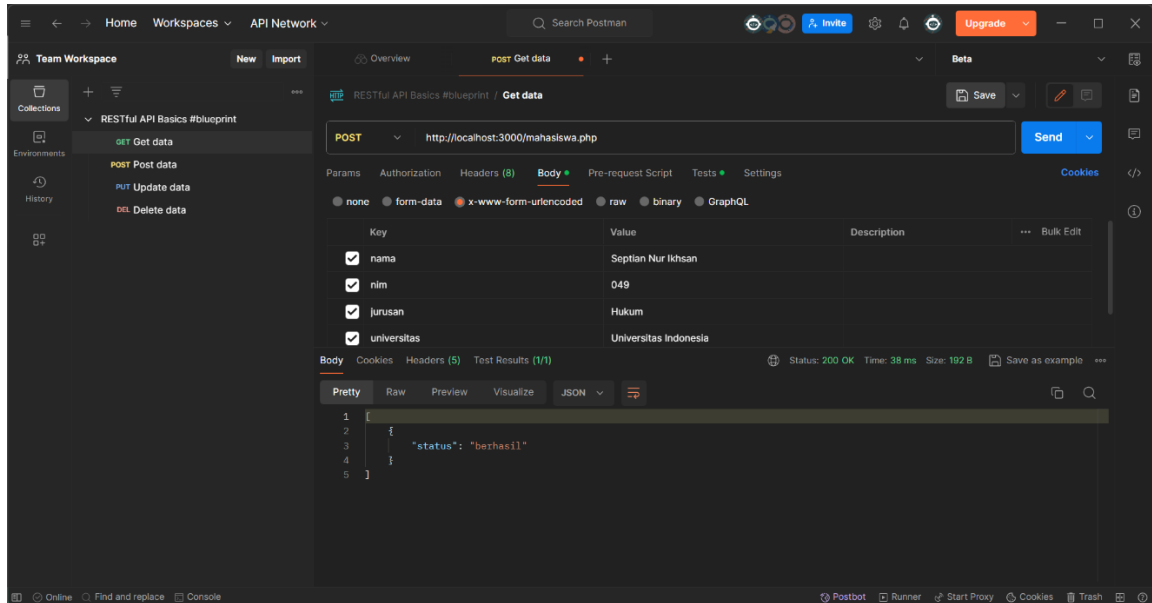 Home Workspaces API Network Search Postman Invite Upgrade
Team Workspace New Import Overview POST Get data Beta
Collections
RESTful API Basics #blueprint / Get data Save
RESTful API Basics #blueprint
GET Get data
POST Post data
PUT Update data
DEL Delete data
Environments
History
POST http://localhost:3000/mahasiswa.php Send
Params Authorization Headers (8) Body Pre-request Script Tests Settings Cookies
none form-data x-www-form-urlencoded raw binary GraphQL
Key Value Description Bulk Edit
nama Septian Nur Ikhsan
nim 049
jurusan Hukum
universitas Universitas Indonesia
Body Cookies Headers (5) Test Results (1/1) Status: 200 OK Time: 38 ms Size: 192 B Save as example
Pretty Raw Preview Visualize JSON
1 [
2 {
3 "status": "berhasil"
4 }
5 ]
Online Find and replace Console Postbot Runner Start Proxy Cookies Trash